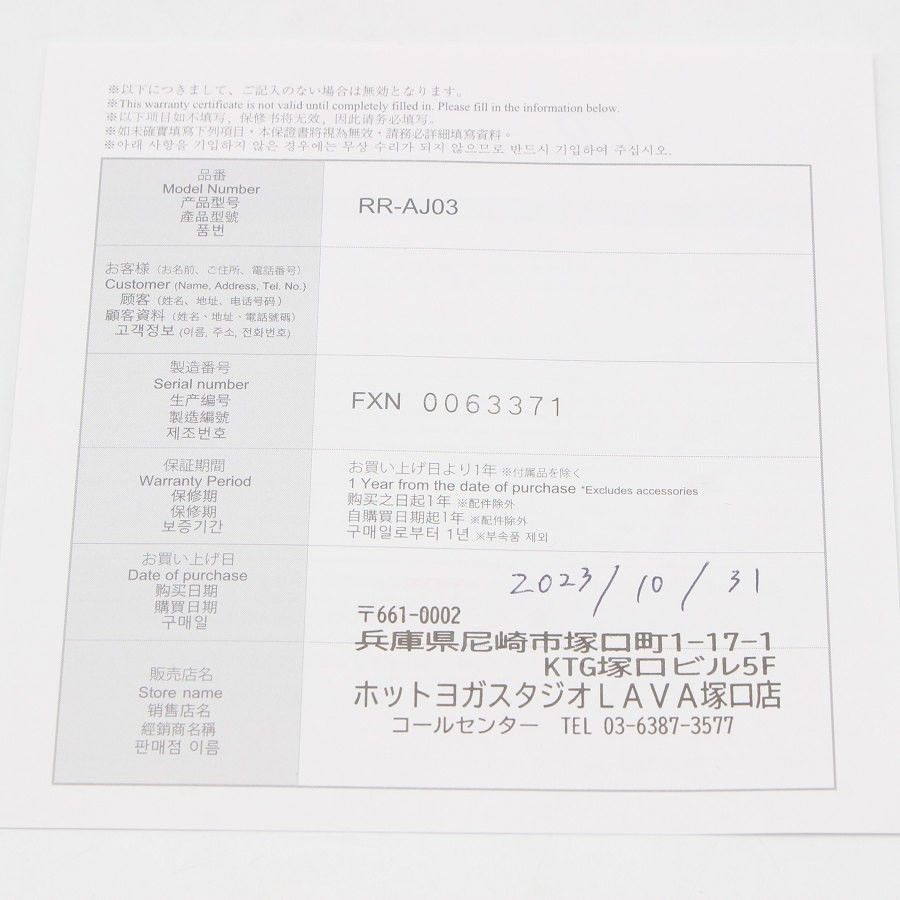 ※以下につきまして、ご記入のない場合は無効となります。
※This warranty certificate is not valid until completely filled in. Please fill in the information below.
※以下项目如不填写，保修书将无效，因此请务必填写。
※如未確實填寫下列項目，本保證書將視為無效，請務必詳細填寫資料。
※아래 사항을 기입하지 않은 경우에는 무상 수리가 되지 않으므로 반드시 기입하여 주십시오.
品番
Model Number
产品型号
產品型號
품번
RR-AJ03
お客様（お名前、ご住所、電話番号）
Customer (Name, Address, Tel. No.)
顾客（姓名、地址、电话号码）
顧客資料（姓名、地址、電話號碼）
고객정보 (이름, 주소, 전화번호)
製造番号
Serial number
生产编号
製造編號
제조번호
FXN 0063371
保証期間
Warranty Period
保修期
保修期
보증기간
お買い上げ日より1年 ※付属品を除く
1 Year from the date of purchase *Excludes accessories
购买之日起1年 ※配件除外
自購買日期起1年 ※配件除外
구매일로부터 1년 ※부속품 제외
お買い上げ日
Date of purchase
购买日期
購買日期
구매일
2023/10/31
販売店名
Store name
销售店名
經銷商名稱
판매점 이름
〒661-0002
兵庫県尼崎市塚口町1-17-1
KTG塚口ビル5F
ホットヨガスタジオLAVA塚口店
コールセンター TEL 03-6387-3577